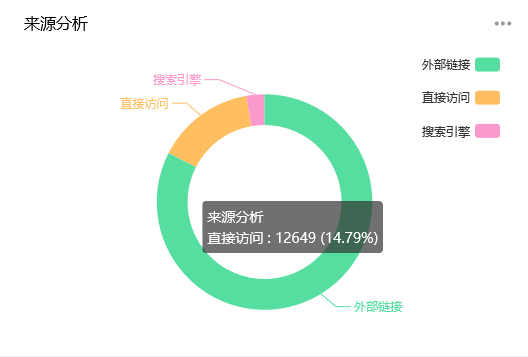 来源分析
外部链接
直接访问
搜索引擎
搜索引擎
直接访问
来源分析
直接访问 : 12649 (14.79%)
外部链接